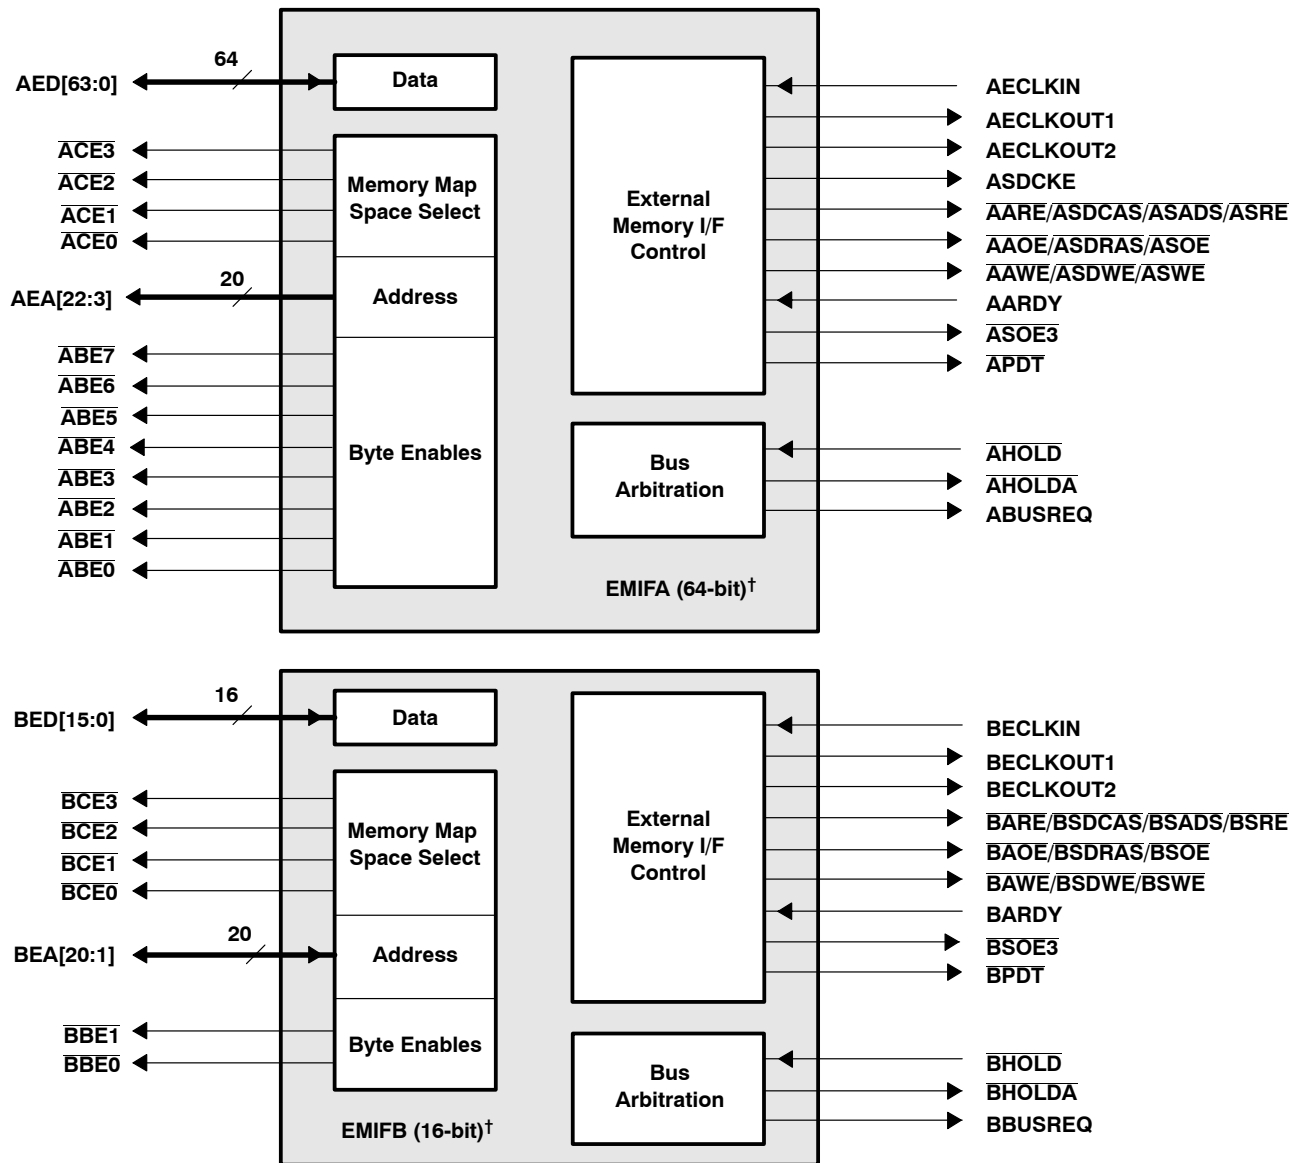 64
AED[63:0]
Data
ACE3
ACE2
ACE1
ACE0
Memory Map
Space Select
20
AEA[22:3]
Address
ABE7
ABE6
ABE5
ABE4
ABE3
ABE2
ABE1
ABE0
Byte Enables
External
Memory I/F
Control
AECLKIN
AECLKOUT1
AECLKOUT2
ASDCKE
AARE/ASDCAS/ASADS/ASRE
AAOE/ASDRAS/ASOE
AAWE/ASDWE/ASWE
AARDY
ASOE3
APDT
Bus
Arbitration
AHOLD
AHOLDA
ABUSREQ
EMIFA (64-bit)†
16
BED[15:0]
Data
BCE3
BCE2
BCE1
BCE0
Memory Map
Space Select
20
BEA[20:1]
Address
BBE1
BBE0
Byte Enables
External
Memory I/F
Control
BECLKIN
BECLKOUT1
BECLKOUT2
BARE/BSDCAS/BSADS/BSRE
BAOE/BSDRAS/BSOE
BAWE/BSDWE/BSWE
BARDY
BSOE3
BPDT
Bus
Arbitration
BHOLD
BHOLDA
BBUSREQ
EMIFB (16-bit)†